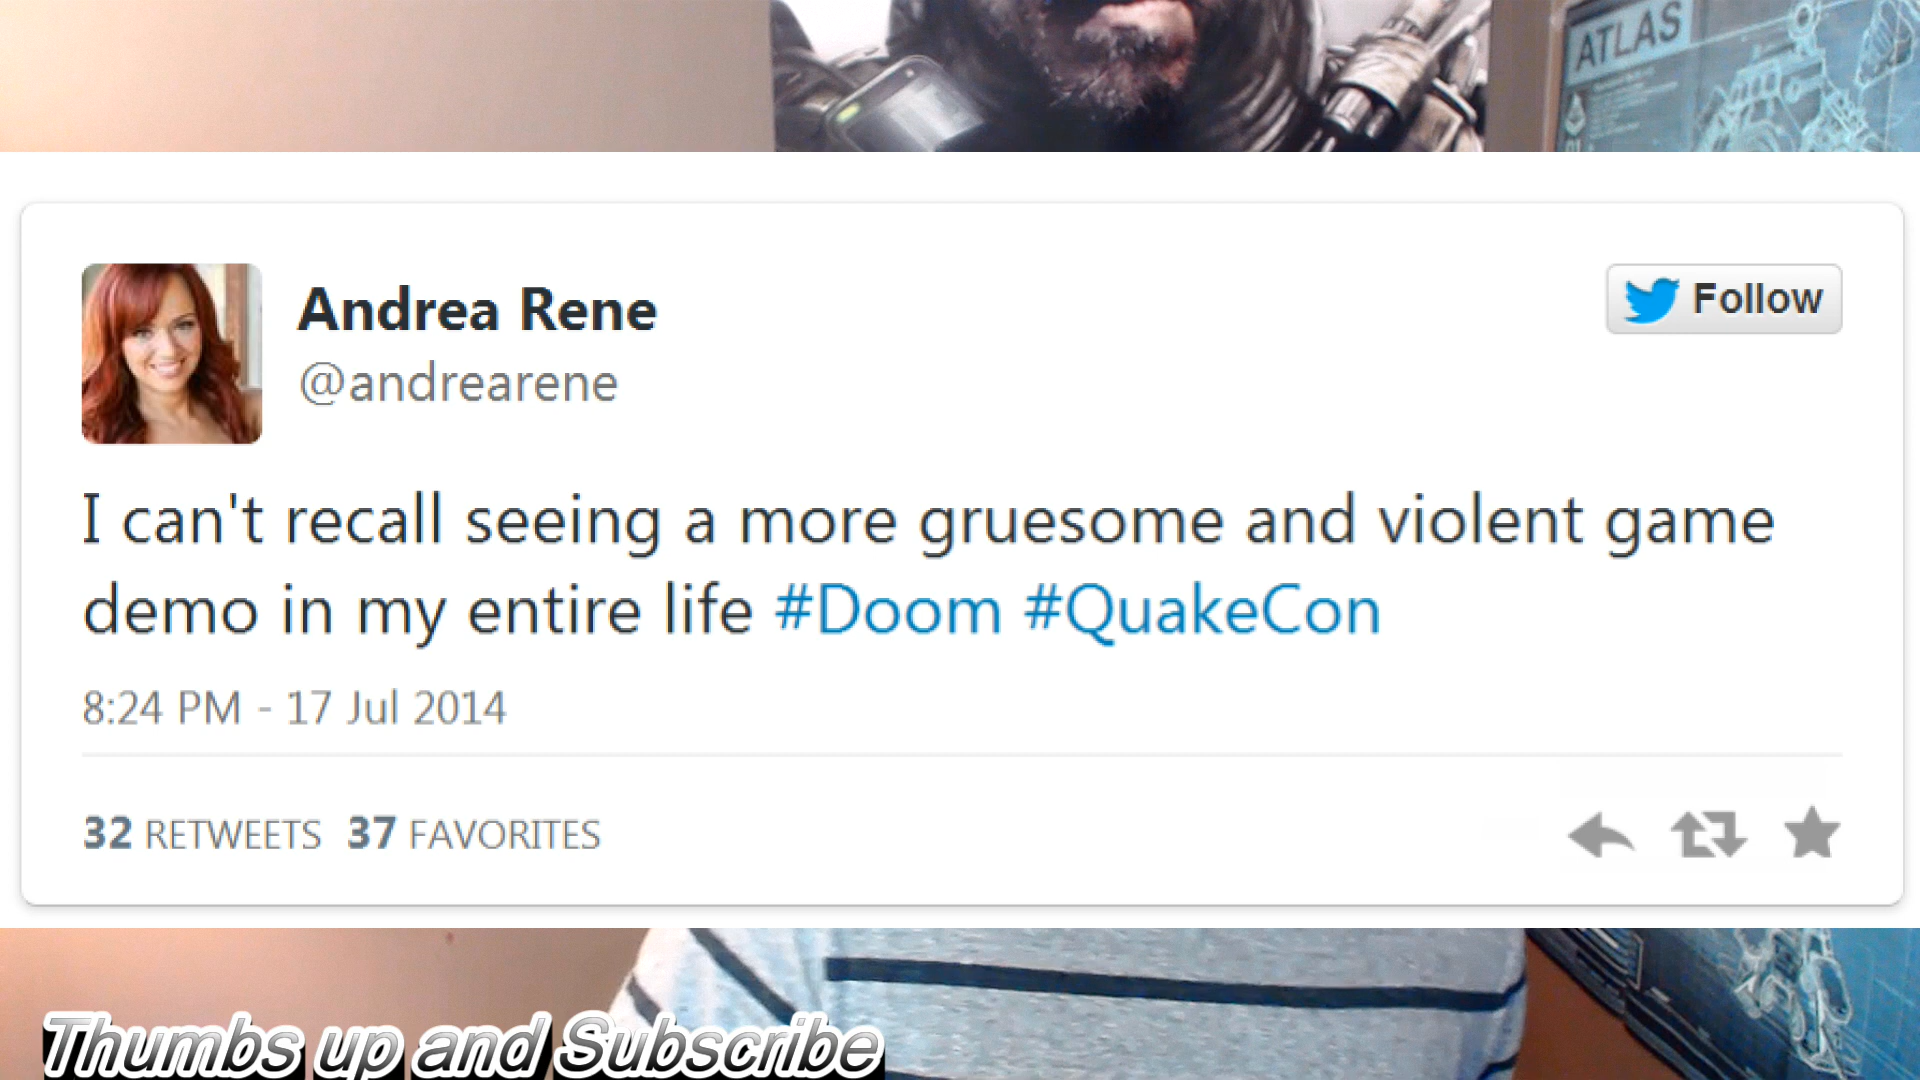 ATLAS
Andrea Rene
@andrearene
Follow
I can't recall seeing a more gruesome and violent game
demo in my entire life #Doom #QuakeCon
8:24 PM - 17 Jul 2014
32 RETWEETS 37 FAVORITES
Thumbs up and Subscribe